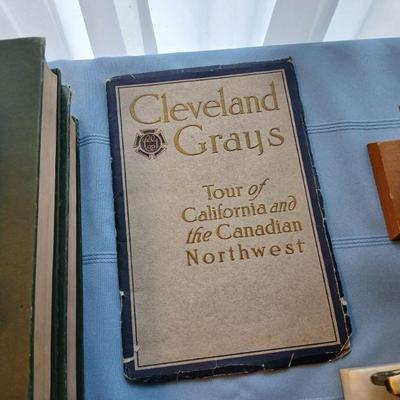 Cleveland
Grays
Tour of
California and
the Canadian
Northwest